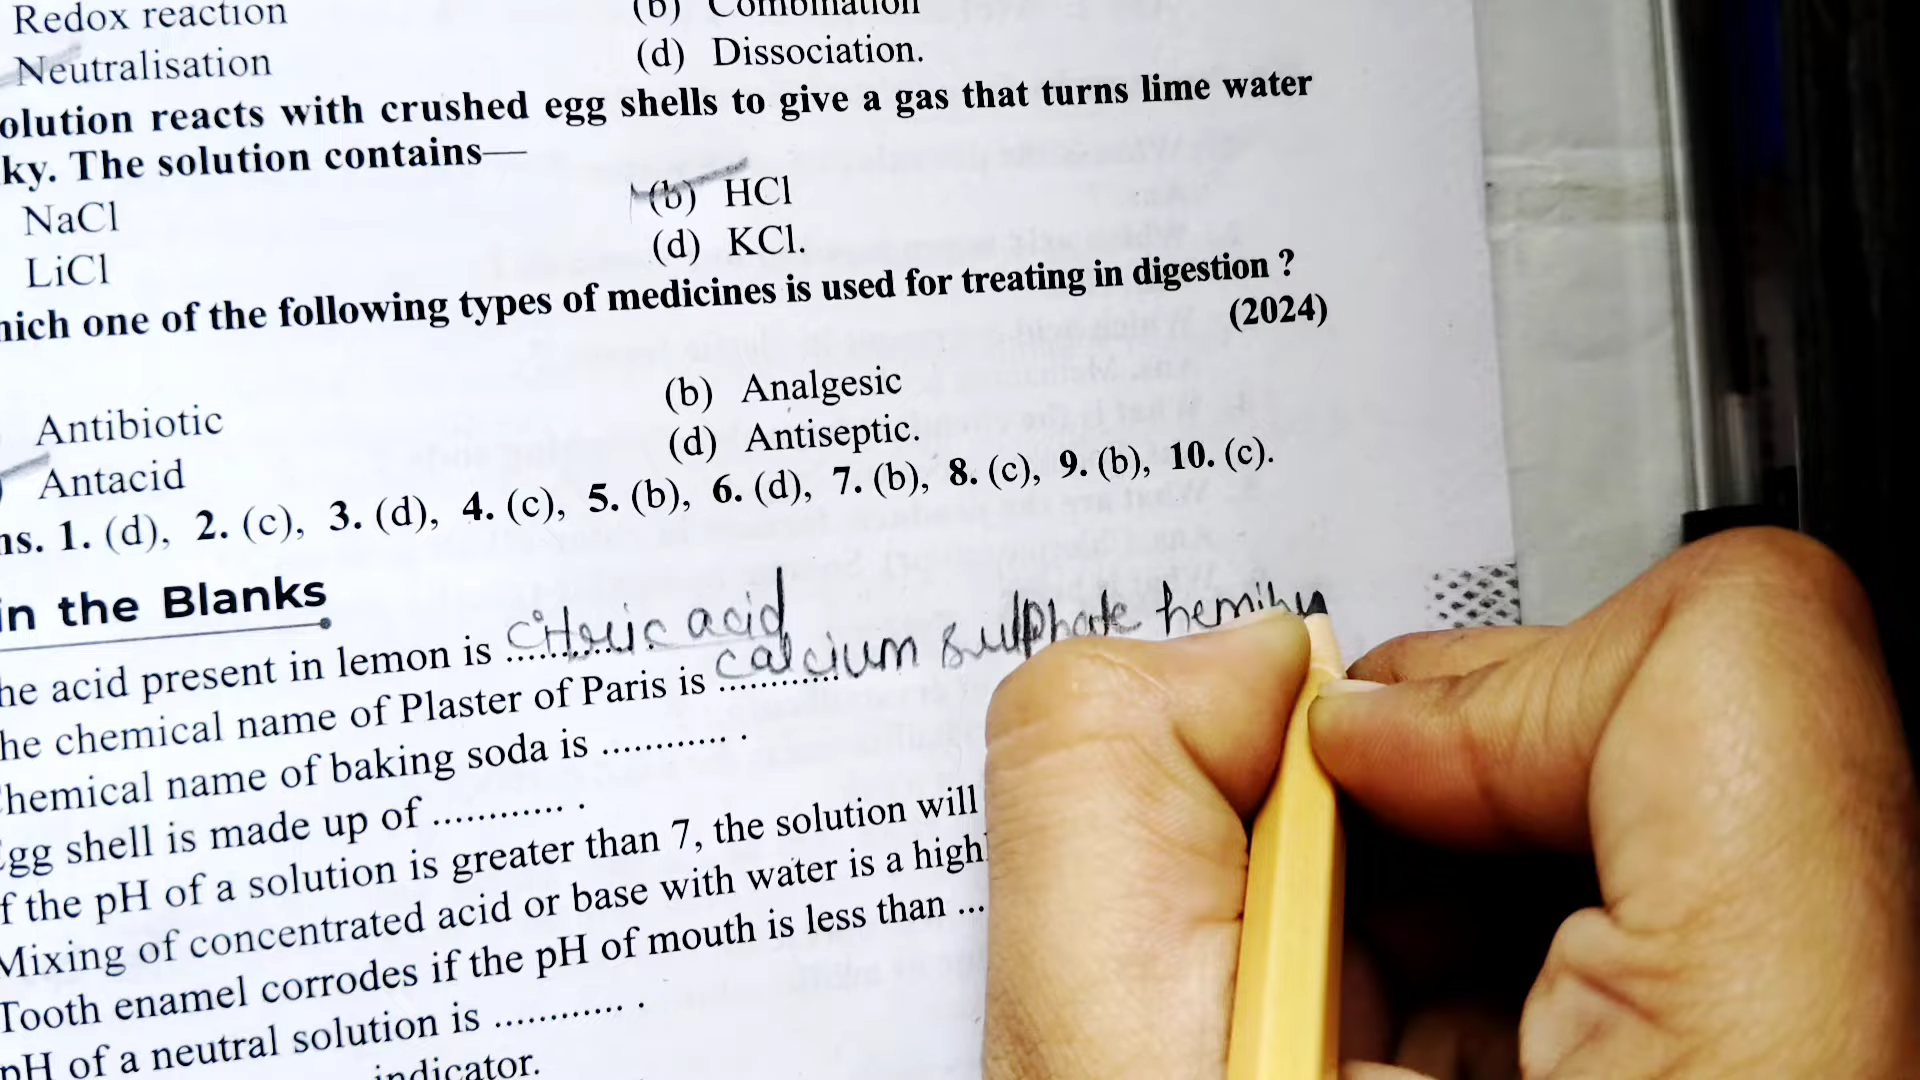 Redox reaction (b) Combination
Neutralisation (d) Dissociation.
olution reacts with crushed egg shells to give a gas that turns lime water
ky. The solution contains—
NaCl (b) HCl
LiCl (d) KCl.
hich one of the following types of medicines is used for treating in digestion ?
(2024)
Antibiotic (b) Analgesic
Antacid (d) Antiseptic.
ns. 1. (d), 2. (c), 3. (d), 4. (c), 5. (b), 6. (d), 7. (b), 8. (c), 9. (b), 10. (c).
in the Blanks
he acid present in lemon is citric acid
he chemical name of Plaster of Paris is calcium sulphate hemihy
hemical name of baking soda is ............ .
Egg shell is made up of ............ .
f the pH of a solution is greater than 7, the solution will
Mixing of concentrated acid or base with water is a high
Tooth enamel corrodes if the pH of mouth is less than ...
pH of a neutral solution is ............ .
indicator.